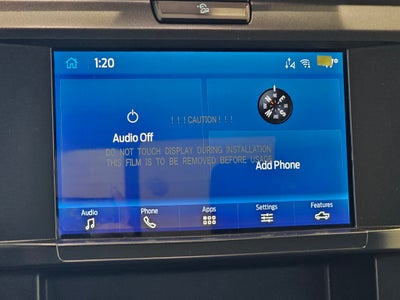 1:20
!!!CAUTION!!!
Audio Off
DO NOT TOUCH DISPLAY DURING INSTALLATION
THIS FILM IS TO BE REMOVED BEFORE USAGE
Add Phone
Audio
Phone
Apps
Settings
Features